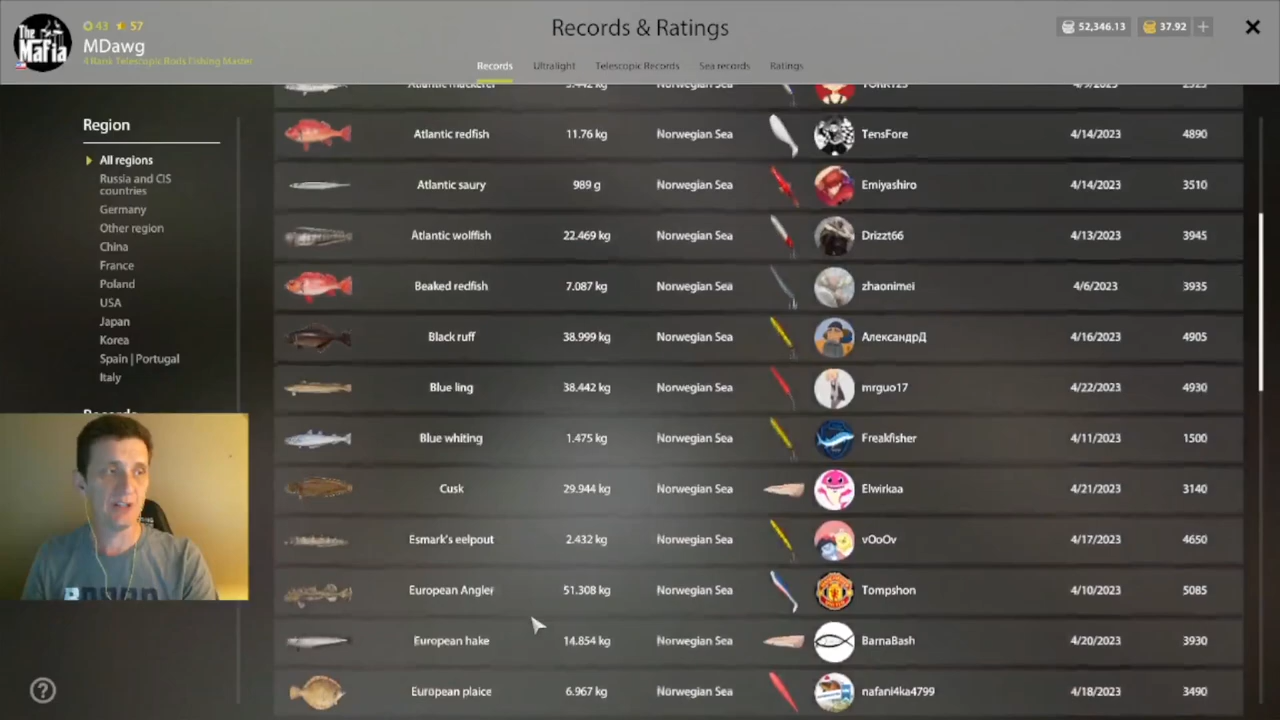 The
Mafia
43 57
MDawg
4 Rank Telescopic Rods Fishing Master
Records & Ratings
52,346.13 37.92 +
Records Ultralight Telescopic Records Sea records Ratings
Region
All regions
Russia and CIS
countries
Germany
Other region
China
France
Poland
USA
Japan
Korea
Spain | Portugal
Italy
Records
Atlantic mackerel Norwegian Sea
Atlantic redfish 11.76 kg Norwegian Sea TensFore 4/14/2023 4890
Atlantic saury 989 g Norwegian Sea Emiyashiro 4/14/2023 3510
Atlantic wolffish 22.469 kg Norwegian Sea Drizzt66 4/13/2023 3945
Beaked redfish 7.087 kg Norwegian Sea zhaonimei 4/6/2023 3935
Black ruff 38.999 kg Norwegian Sea АлександрД 4/16/2023 4905
Blue ling 38.442 kg Norwegian Sea mrguo17 4/22/2023 4930
Blue whiting 1.475 kg Norwegian Sea Freakfisher 4/11/2023 1500
Cusk 29.944 kg Norwegian Sea Elwirkaa 4/21/2023 3140
Esmark's eelpout 2.432 kg Norwegian Sea vOoOv 4/17/2023 4650
European Angler 51.308 kg Norwegian Sea Tompshon 4/10/2023 5085
European hake 14.854 kg Norwegian Sea BarnaBash 4/20/2023 3930
European plaice 6.967 kg Norwegian Sea nafani4ka4799 4/18/2023 3490
?